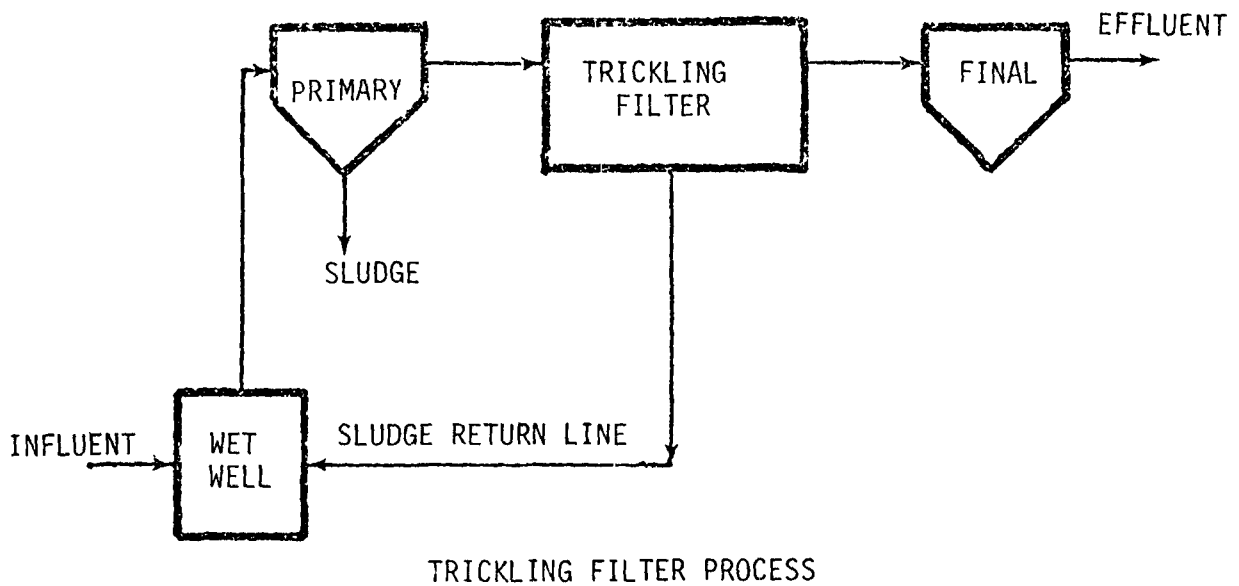 EFFLUENT
PRIMARY
TRICKLING
FILTER
FINAL
SLUDGE
INFLUENT
WET
WELL
SLUDGE RETURN LINE
TRICKLING FILTER PROCESS